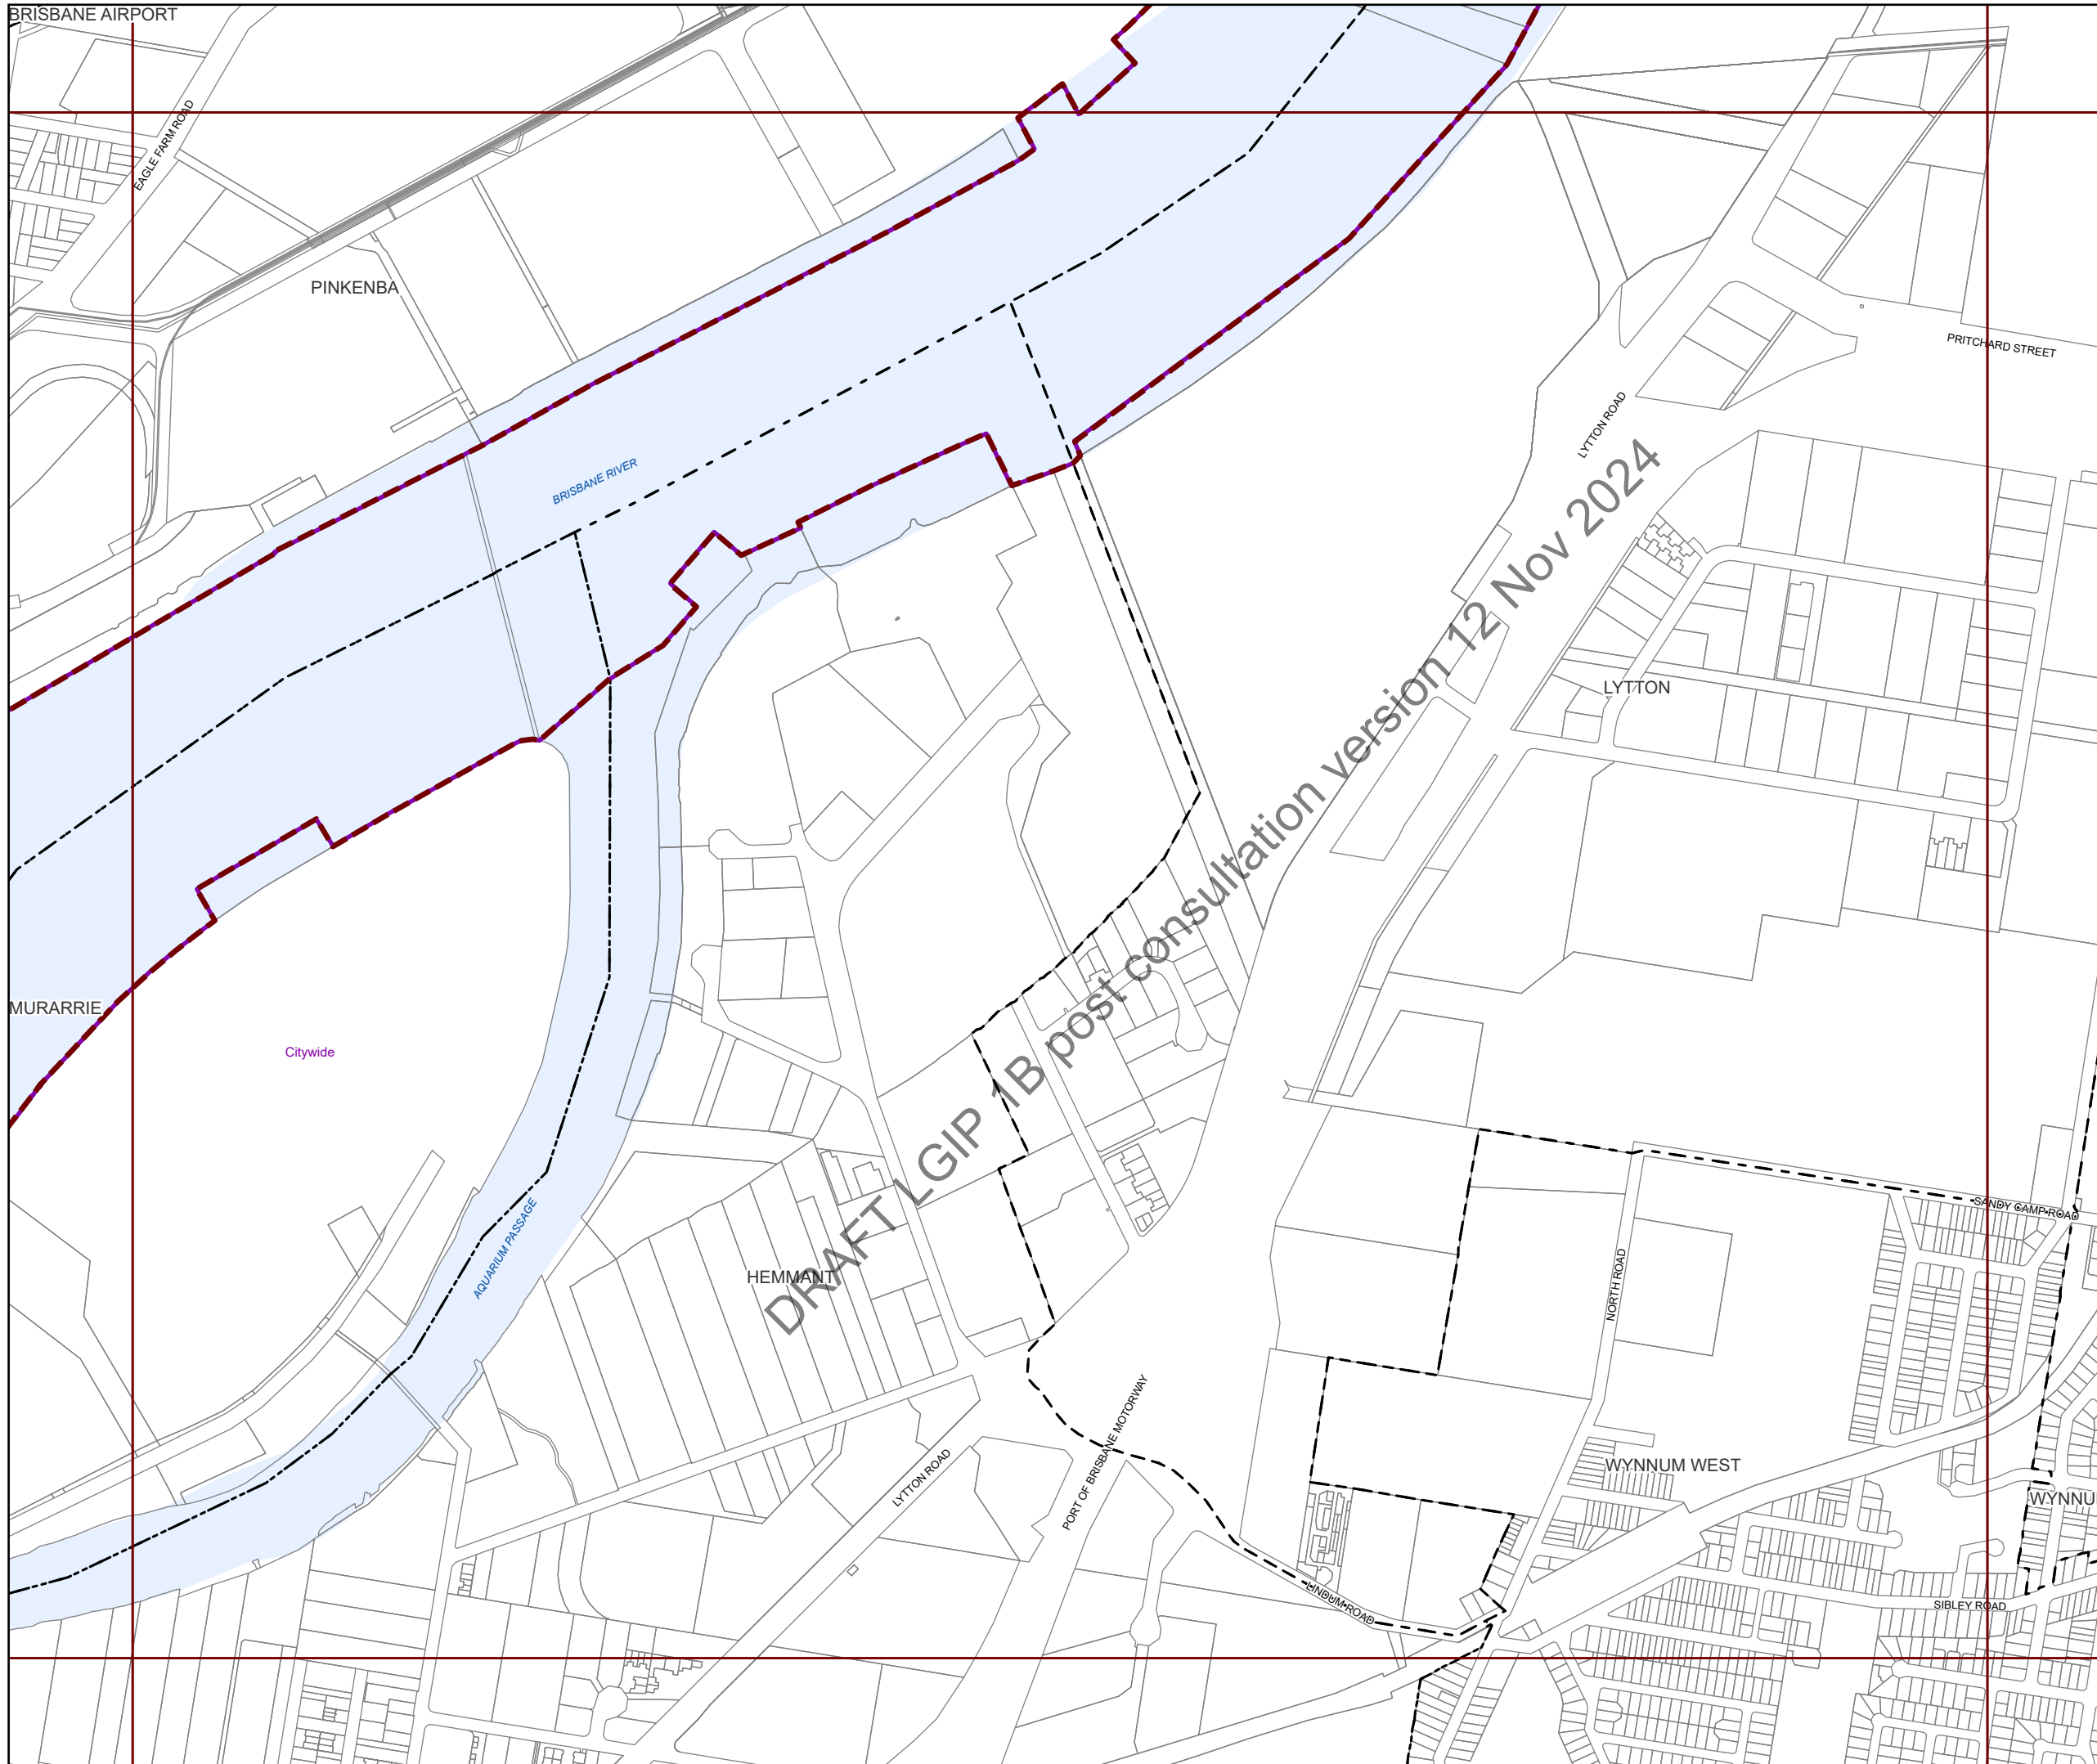 BRISBANE AIRPORT
EAGLE FARM ROAD
PINKENBA
PRITCHARD STREET
LYTTON ROAD
BRISBANE RIVER
LYTTON
MURARRIE
Citywide
DRAFT LGIP 1B post consultation version 12 Nov 2024
SANDY CAMP ROAD
AQUARIUM PASSAGE
HEMMANT
NORTH ROAD
PORT OF BRISBANE MOTORWAY
LYTTON ROAD
WYNNUM WEST
WYNNU
LINDUM ROAD
SIBLEY ROAD